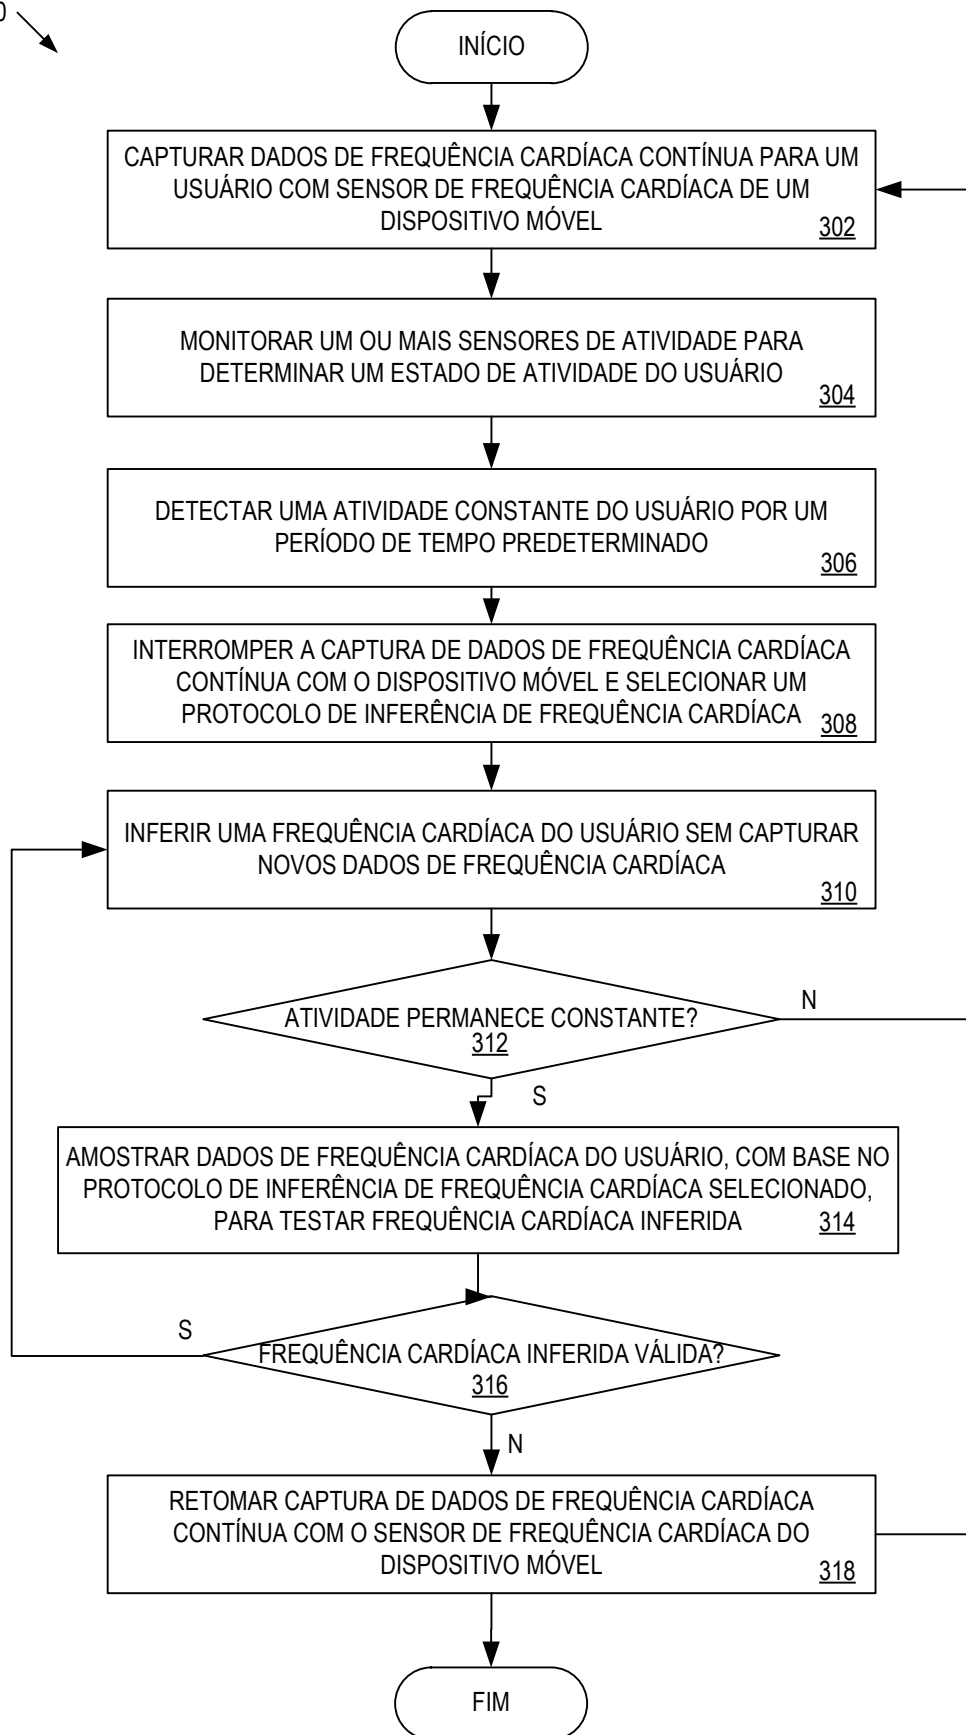 INÍCIO
CAPTURAR DADOS DE FREQUÊNCIA CARDÍACA CONTÍNUA PARA UM
USUÁRIO COM SENSOR DE FREQUÊNCIA CARDÍACA DE UM
DISPOSITIVO MÓVEL
302
MONITORAR UM OU MAIS SENSORES DE ATIVIDADE PARA
DETERMINAR UM ESTADO DE ATIVIDADE DO USUÁRIO
304
DETECTAR UMA ATIVIDADE CONSTANTE DO USUÁRIO POR UM
PERÍODO DE TEMPO PREDETERMINADO
306
INTERROMPER A CAPTURA DE DADOS DE FREQUÊNCIA CARDÍACA
CONTÍNUA COM O DISPOSITIVO MÓVEL E SELECIONAR UM
PROTOCOLO DE INFERÊNCIA DE FREQUÊNCIA CARDÍACA
308
INFERIR UMA FREQUÊNCIA CARDÍACA DO USUÁRIO SEM CAPTURAR
NOVOS DADOS DE FREQUÊNCIA CARDÍACA
310
ATIVIDADE PERMANECE CONSTANTE?
312
N
S
AMOSTRAR DADOS DE FREQUÊNCIA CARDÍACA DO USUÁRIO, COM BASE NO
PROTOCOLO DE INFERÊNCIA DE FREQUÊNCIA CARDÍACA SELECIONADO,
PARA TESTAR FREQUÊNCIA CARDÍACA INFERIDA
314
S
FREQUÊNCIA CARDÍACA INFERIDA VÁLIDA?
316
N
RETOMAR CAPTURA DE DADOS DE FREQUÊNCIA CARDÍACA
CONTÍNUA COM O SENSOR DE FREQUÊNCIA CARDÍACA DO
DISPOSITIVO MÓVEL
318
FIM